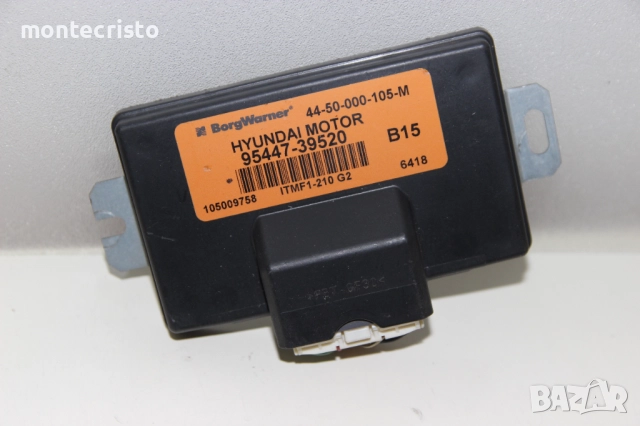 montecristo
BorgWarner® 44-50-000-105-M
HYUNDAI MOTOR
95447-39520 B15
105009758 ITMF1-210 G2 6418
BAZAR